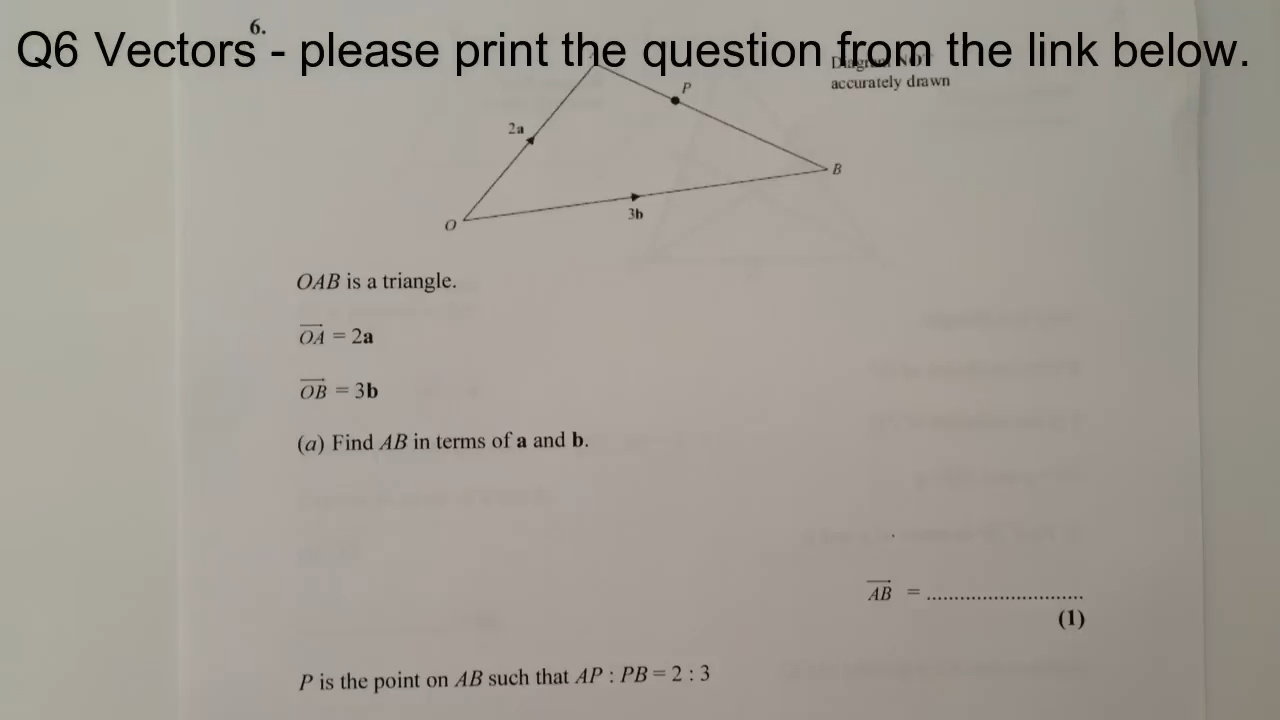 6.
Q6 Vectors - please print the question from the link below.
Diagram NOT
accurately drawn
P
2a
B
3b
O
OAB is a triangle.
OA = 2a
OB = 3b
(a) Find AB in terms of a and b.
AB = ............................
(1)
P is the point on AB such that AP : PB = 2 : 3